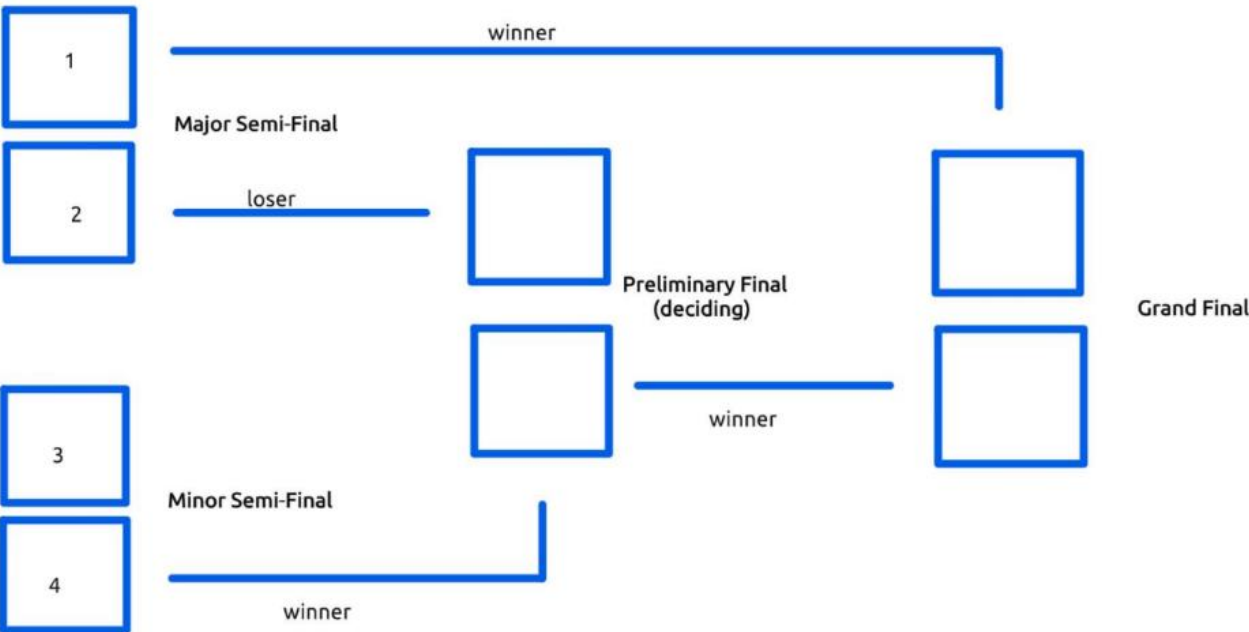 winner
1
Major Semi-Final
2
loser
Preliminary Final
(deciding)
Grand Final
winner
3
Minor Semi-Final
4
winner